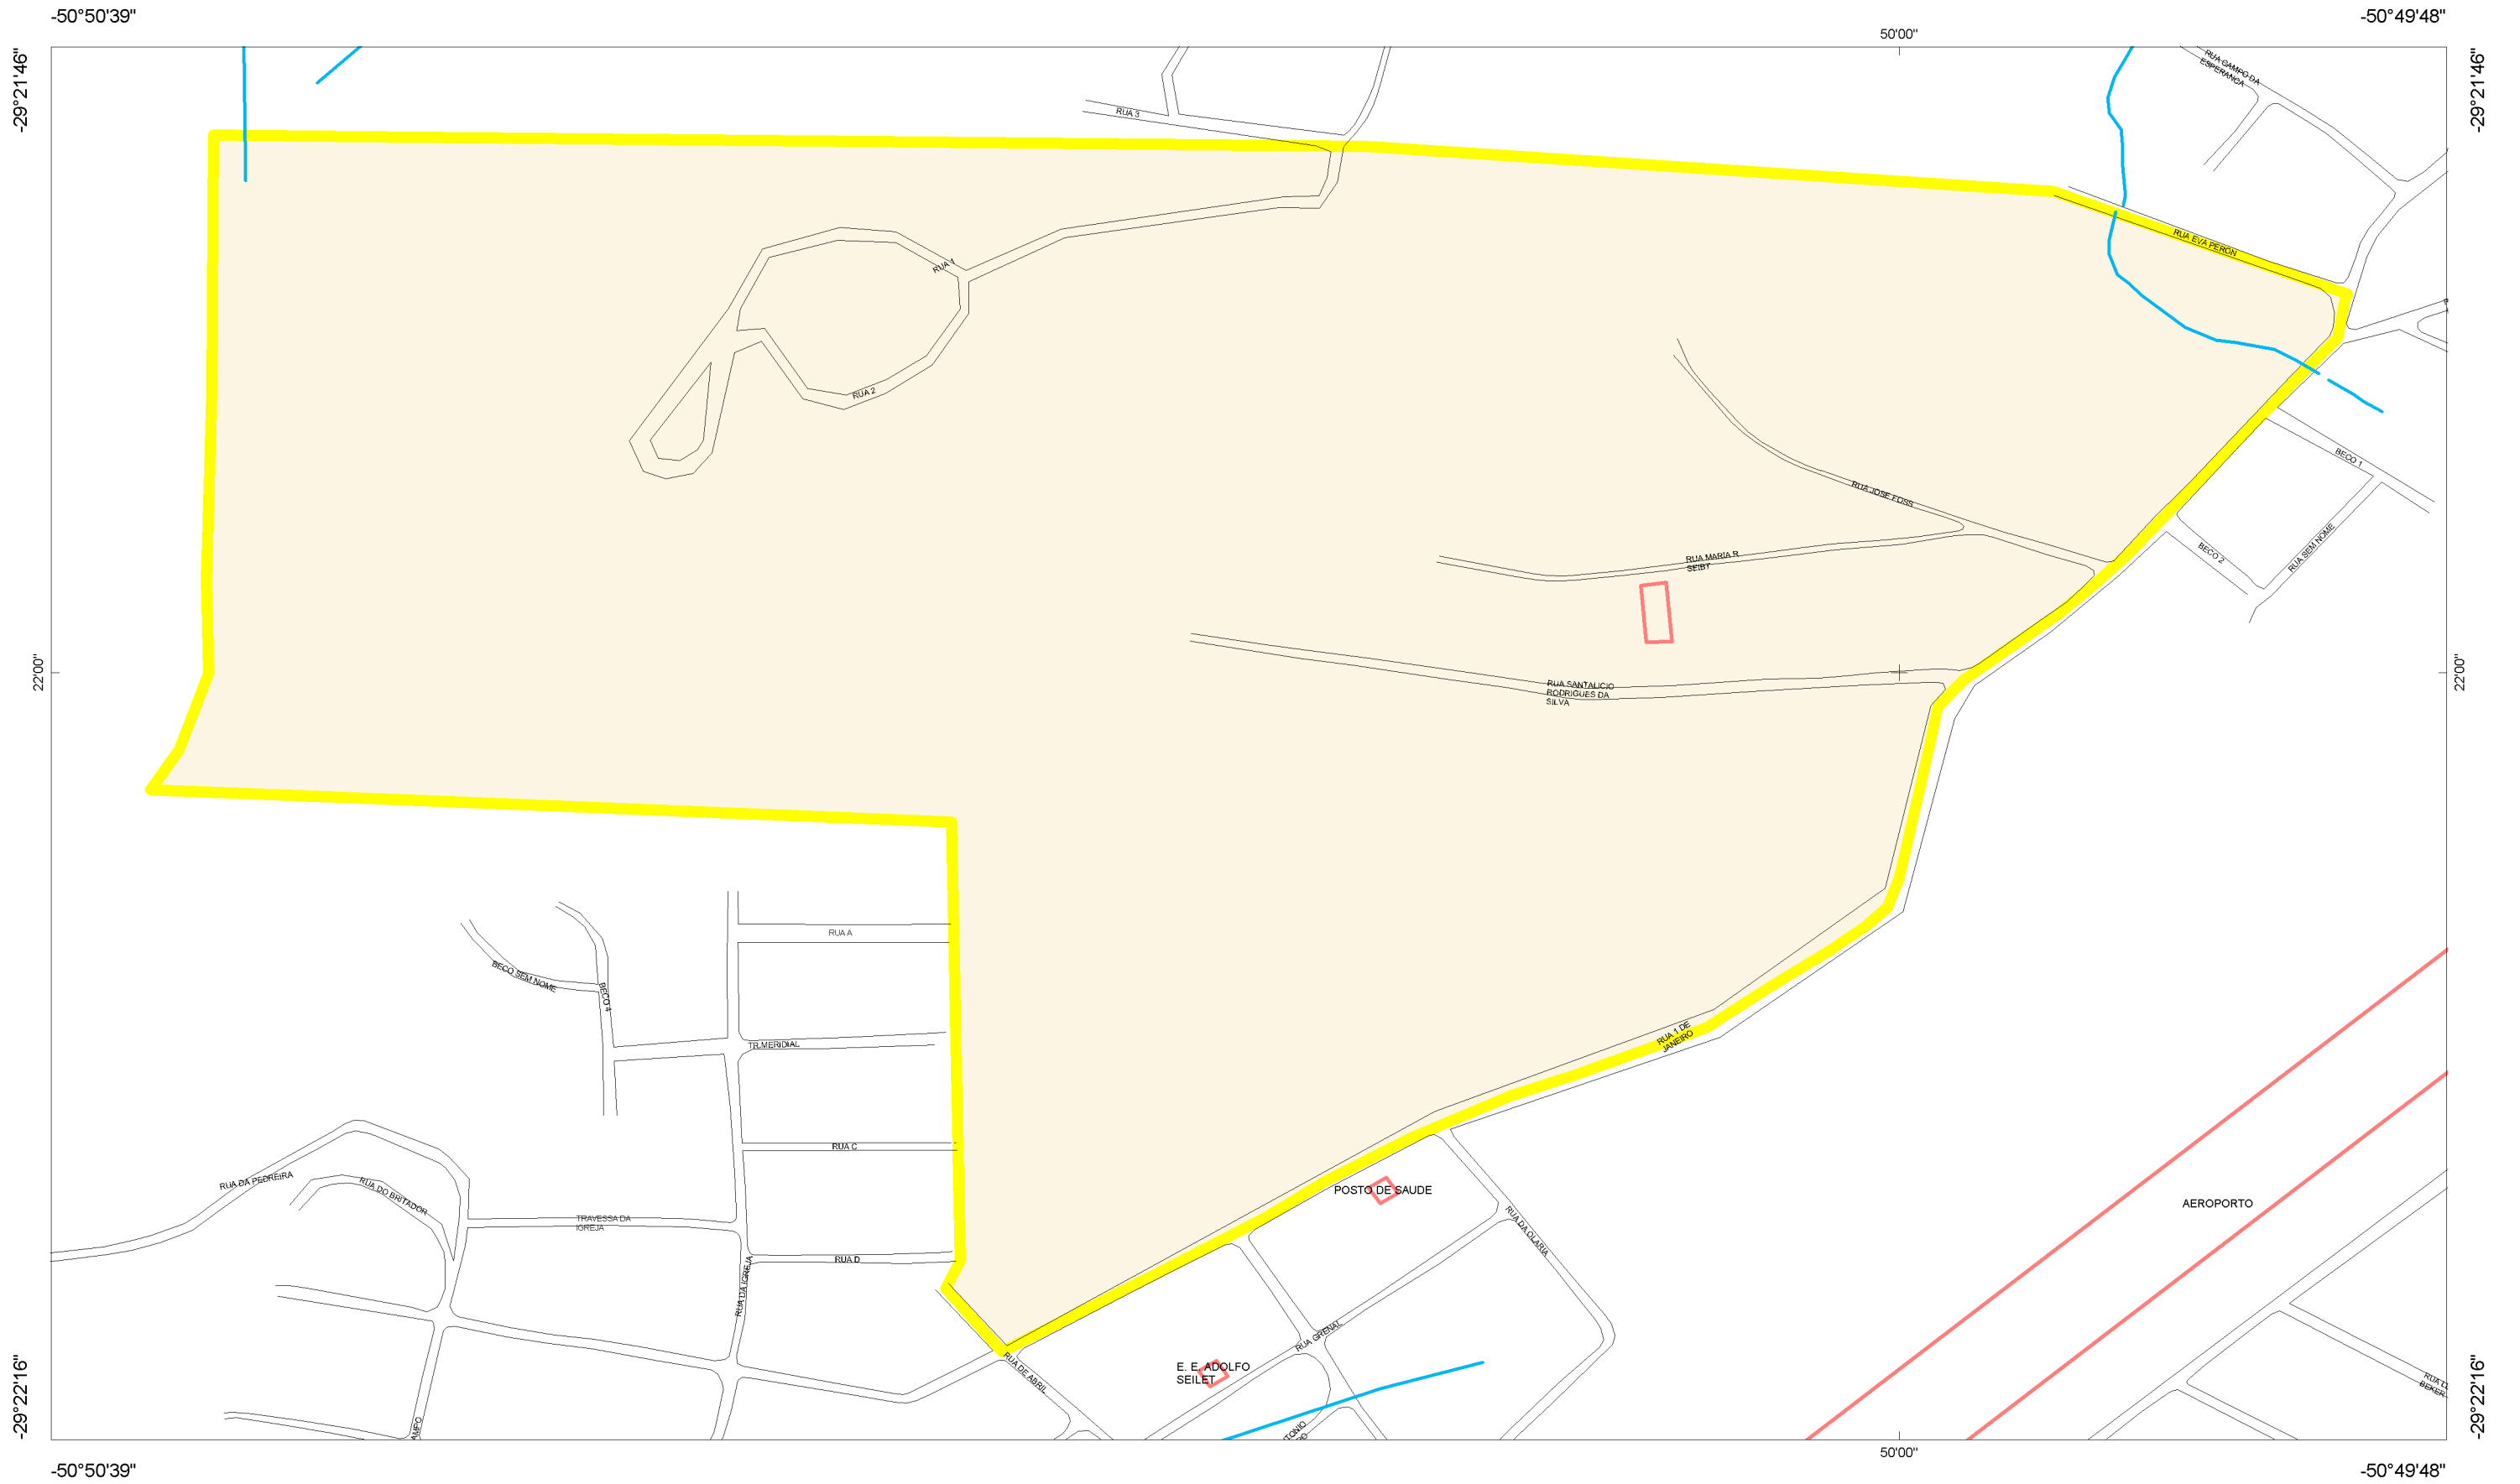 -50°50'39"
-50°49'48"
50'00"
-29°21'46"
-29°21'46"
RUA CAMPO DA
ESPERANCA
RUA 3
RUA EVA PERON
RUA 1
RUA 2
BECO 1
RUA JOSE FOSS
RUA SEM NOME
BECO 2
RUA MARIA R
SEIBT
22'00"
22'00"
RUA SANTALICIO
RODRIGUES DA
SILVA
RUA A
BECO SEM NOME
BECO 4
RUA 1 DE
JANEIRO
TR.MERIDIAL
RUA C
RUA DA PEDREIRA
RUA DO BRITADOR
POSTO DE SAUDE
AEROPORTO
TRAVESSA DA
IGREJA
RUA DA OLARIA
RUA D
RUA DA IGREJA
RUA GRENAL
RUA DE ABRIL
E. E. ADOLFO
SEILET
BEKER
-29°22'16"
-29°22'16"
50'00"
-50°50'39"
-50°49'48"